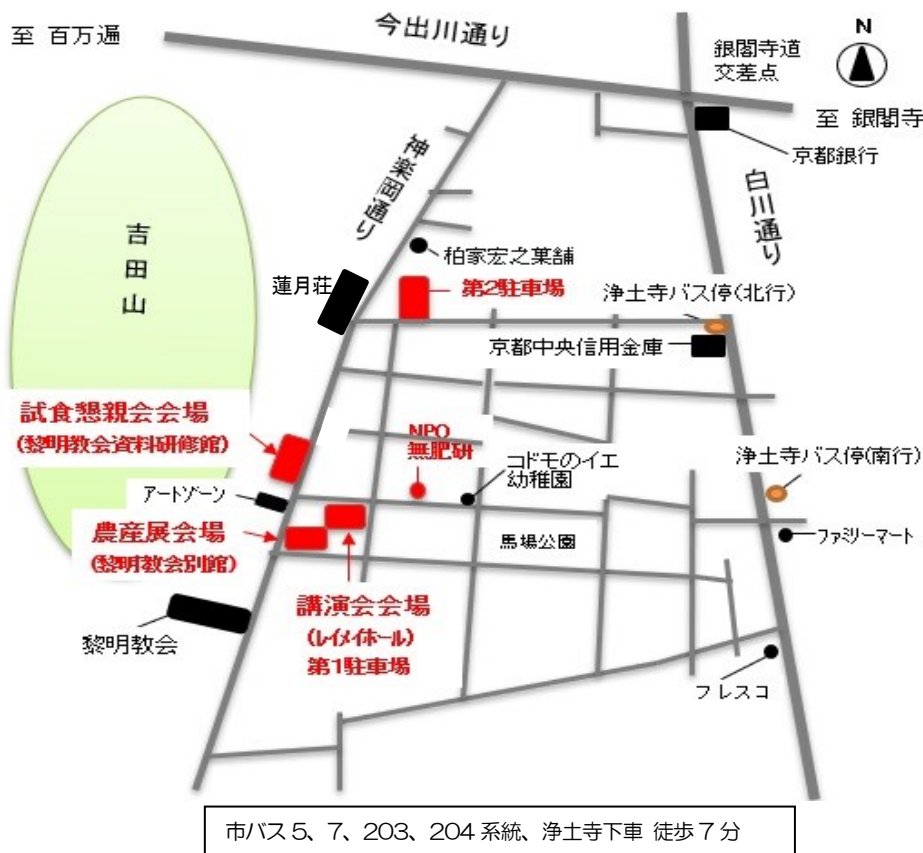 至 百万遍
今出川通り
銀閣寺道
交差点
N
至 銀閣寺
京都銀行
神楽岡通り
白川通り
吉田山
柏家宏之菓舗
蓮月荘
第2駐車場
浄土寺バス停(北行)
京都中央信用金庫
試食懇親会会場
(黎明教会資料研修館)
NPO
無肥研
コドモのイエ
幼稚園
浄土寺バス停(南行)
アートゾーン
農産展会場
(黎明教会別館)
馬場公園
ファミリーマート
講演会会場
(レイメイホール)
第1駐車場
黎明教会
フレスコ
市バス 5、7、203、204 系統、浄土寺下車 徒歩 7 分